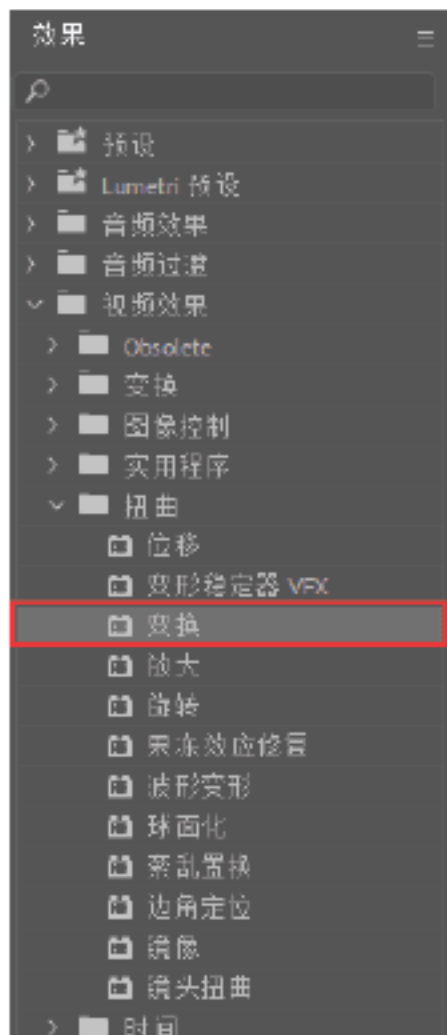 效果
预设
Lumetri 预设
音频效果
音频过渡
视频效果
Obsolete
变换
图像控制
实用程序
扭曲
位移
变形稳定器 VFX
变换
放大
旋转
果冻效应修复
波形变形
球面化
紊乱置换
边角定位
镜像
镜头扭曲
时间